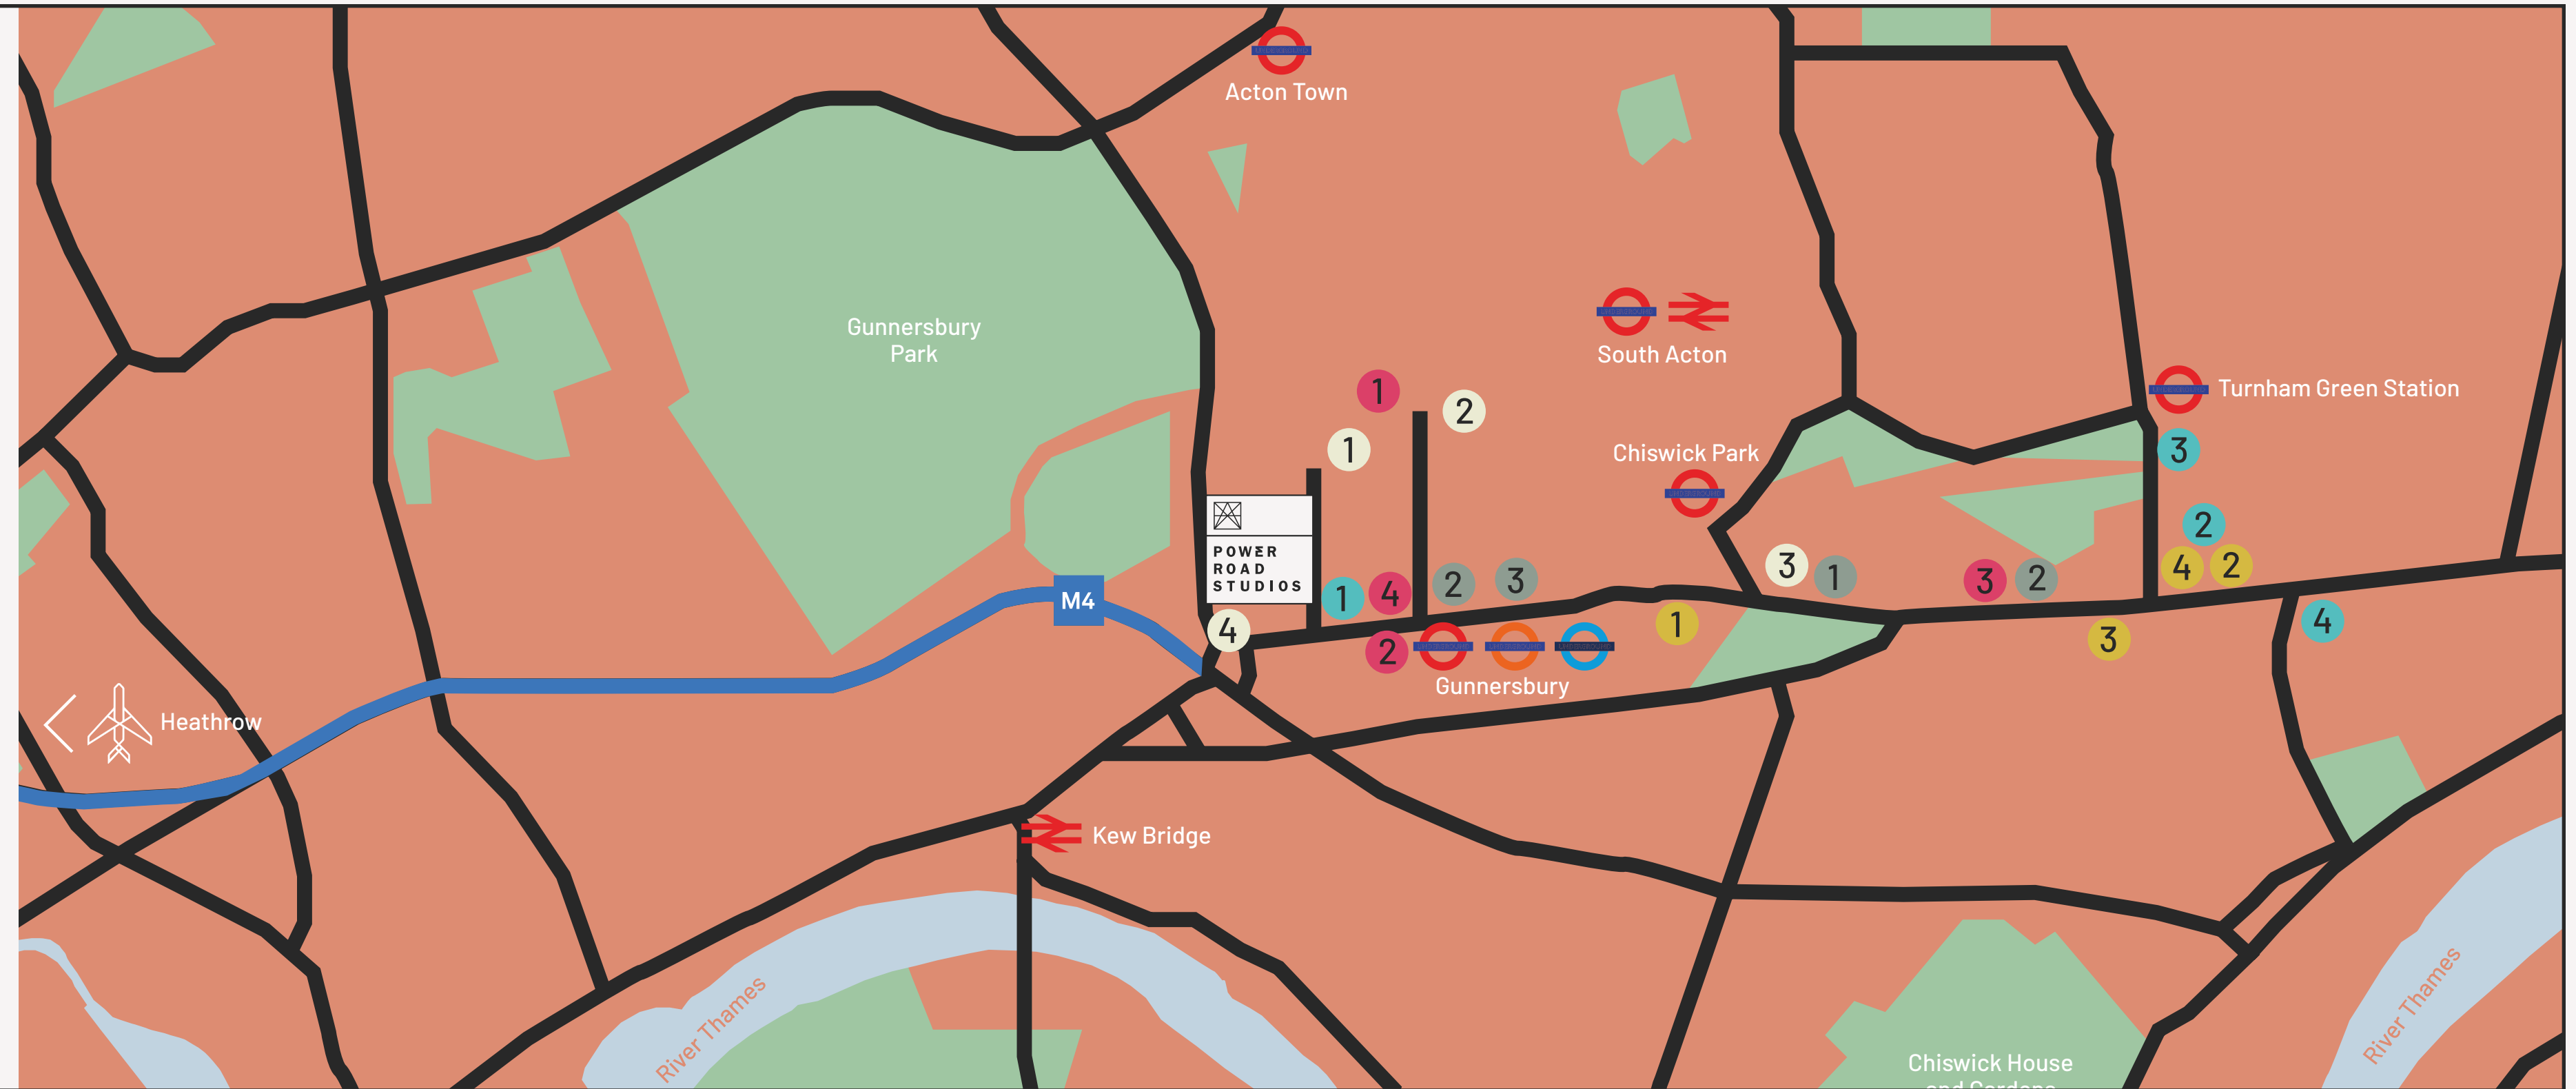 Acton Town
Gunnersbury
Park
South Acton
Turnham Green Station
1
2
1
Chiswick Park
3
POWER
ROAD
STUDIOS
M4
1
4
2
3
3
1
3
2
2
4
2
4
2
Gunnersbury
1
3
4
Heathrow
Kew Bridge
River Thames
River Thames
Chiswick House
and Gardens